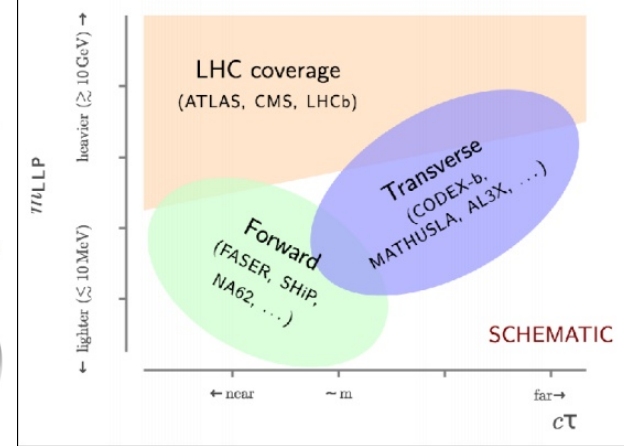 LHC coverage
(ATLAS, CMS, LHCb)
Transverse
(CODEX-b,
MATHUSLA, AL3X, ...)
Forward
(FASER, SHiP,
NA62, ...)
SCHEMATIC
m_LLP
heavier (≳ 10 GeV) →
← lighter (≲ 10 MeV)
← near
~ m
far →
cτ